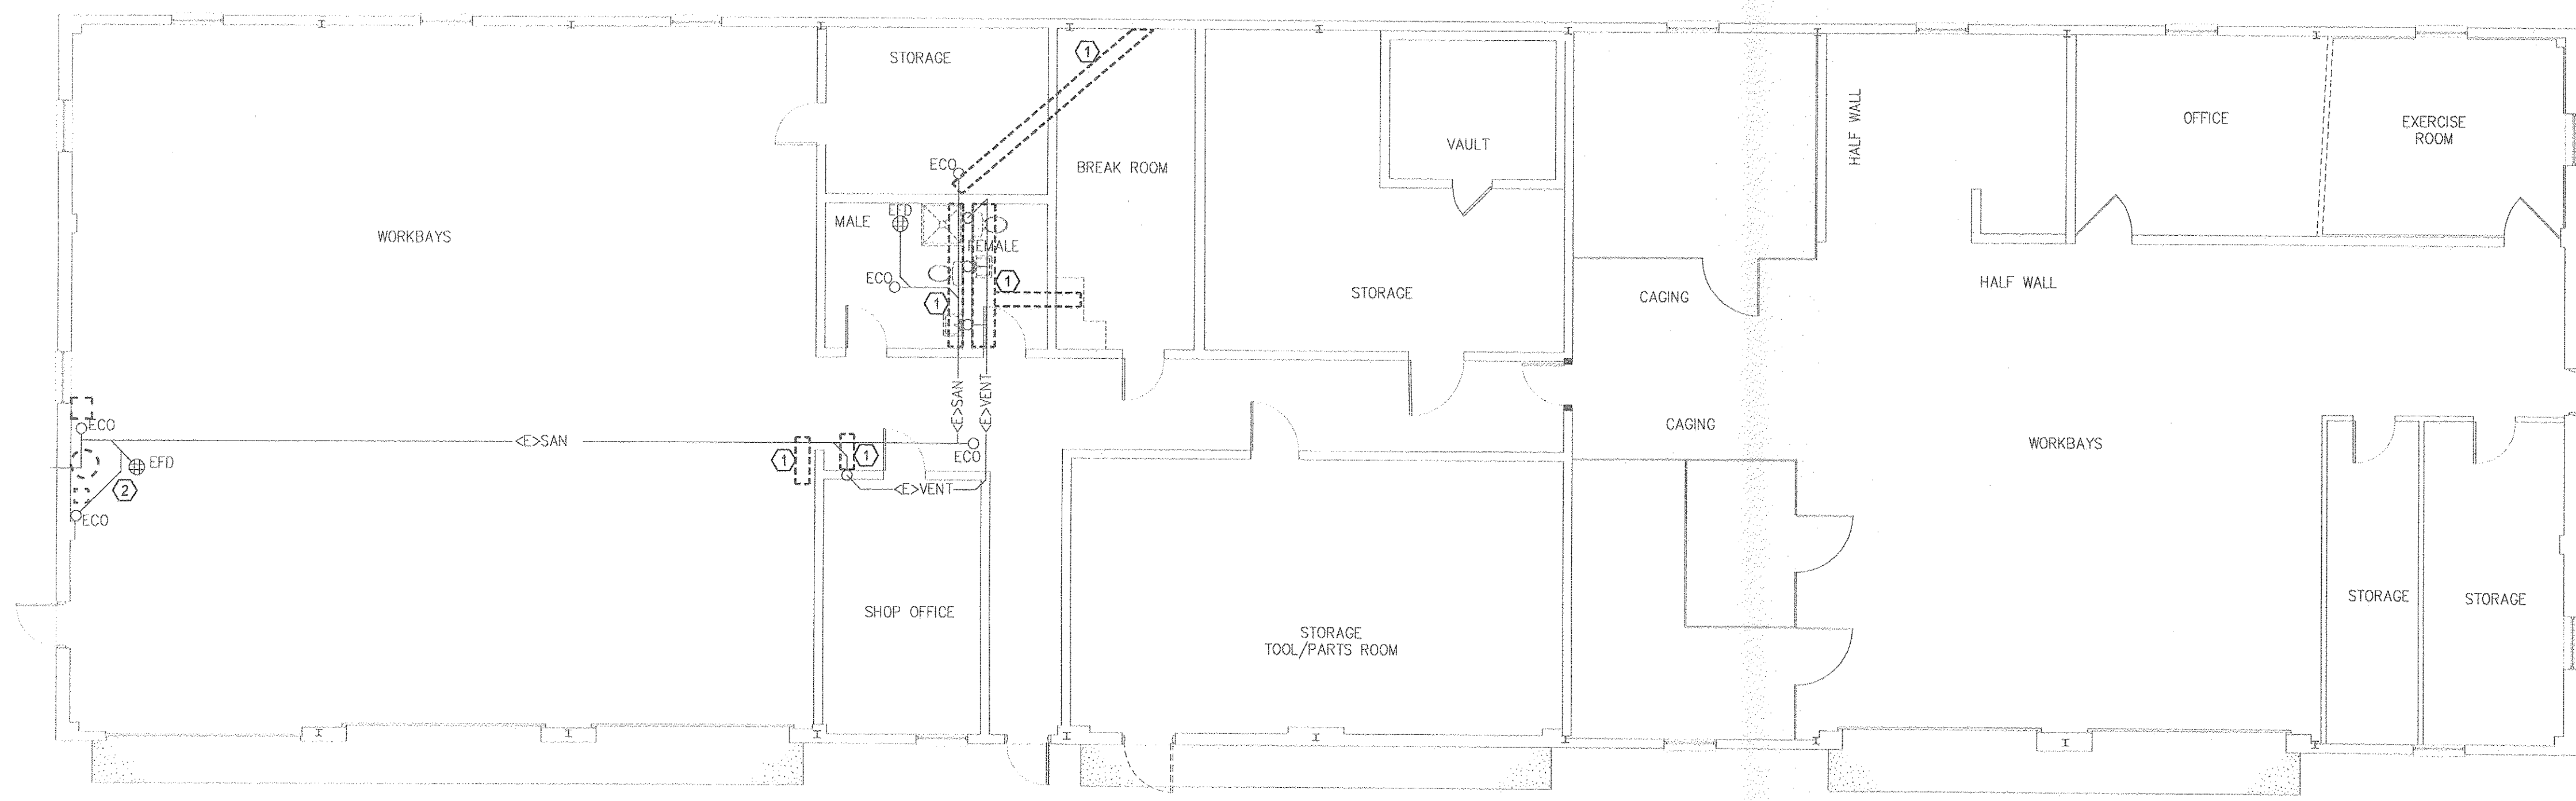 STORAGE
1
HALF WALL
OFFICE
EXERCISE
ROOM
VAULT
ECO
BREAK ROOM
EFD
MALE
FEMALE
WORKBAYS
ECO
1
1
STORAGE
CAGING
HALF WALL
<E>SAN
<E>VENT
ECO
<E>SAN
ECO
CAGING
WORKBAYS
EFD
1
1
2
<E>VENT
ECO
SHOP OFFICE
STORAGE
TOOL/PARTS ROOM
STORAGE
STORAGE